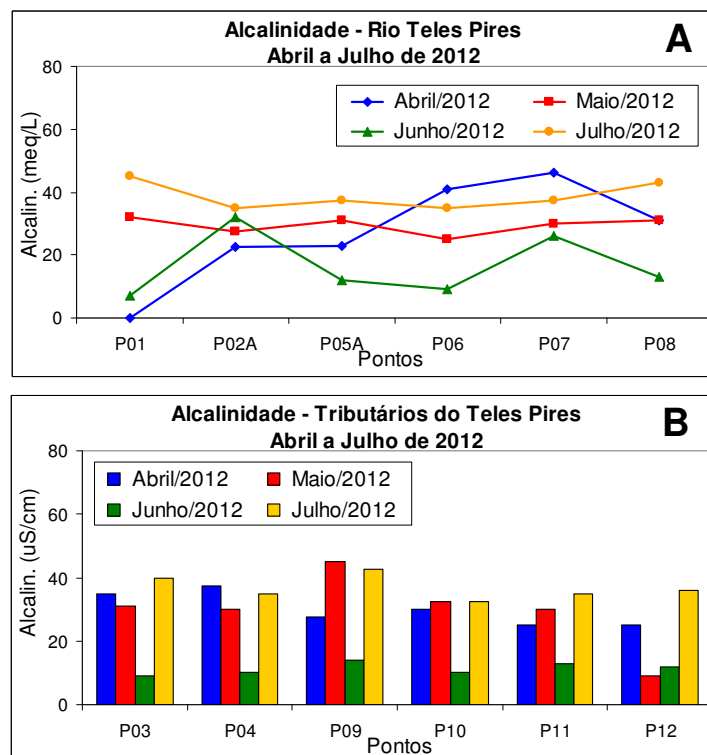 Alcalinidade - Rio Teles Pires
Abril a Julho de 2012
A
80
60
40
20
0
Alcalin. (meq/L)
Abril/2012
Maio/2012
Junho/2012
Julho/2012
P01
P02A
P05A
P06
P07
P08
Pontos
Alcalinidade - Tributários do Teles Pires
Abril a Julho de 2012
B
80
60
40
20
0
Alcalin. (uS/cm)
Abril/2012
Maio/2012
Junho/2012
Julho/2012
P03
P04
P09
P10
P11
P12
Pontos